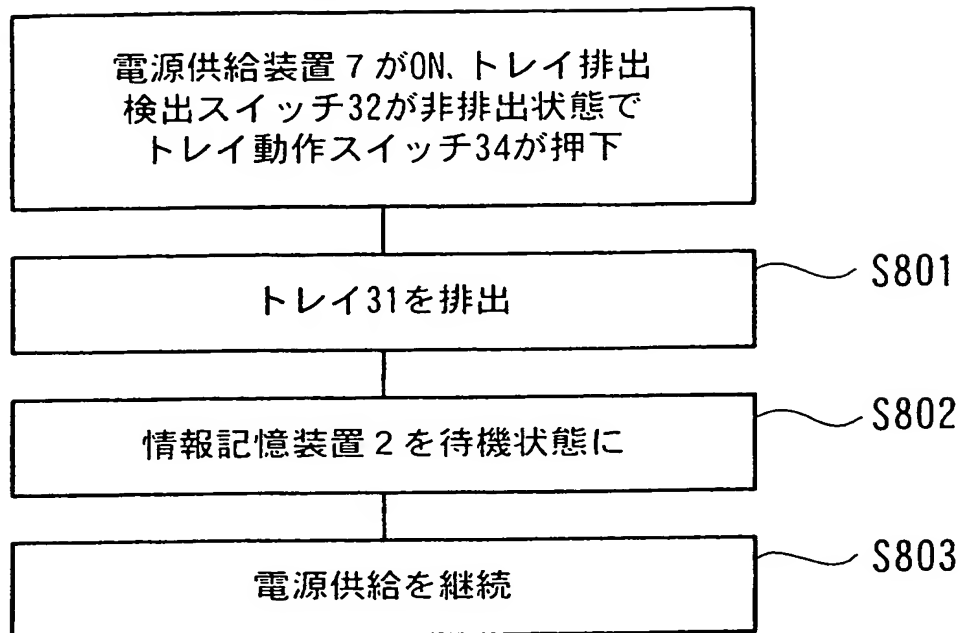 電源供給装置７がON、トレイ排出
検出スイッチ32が非排出状態で
トレイ動作スイッチ34が押下
トレイ31を排出
S801
情報記憶装置２を待機状態に
S802
電源供給を継続
S803